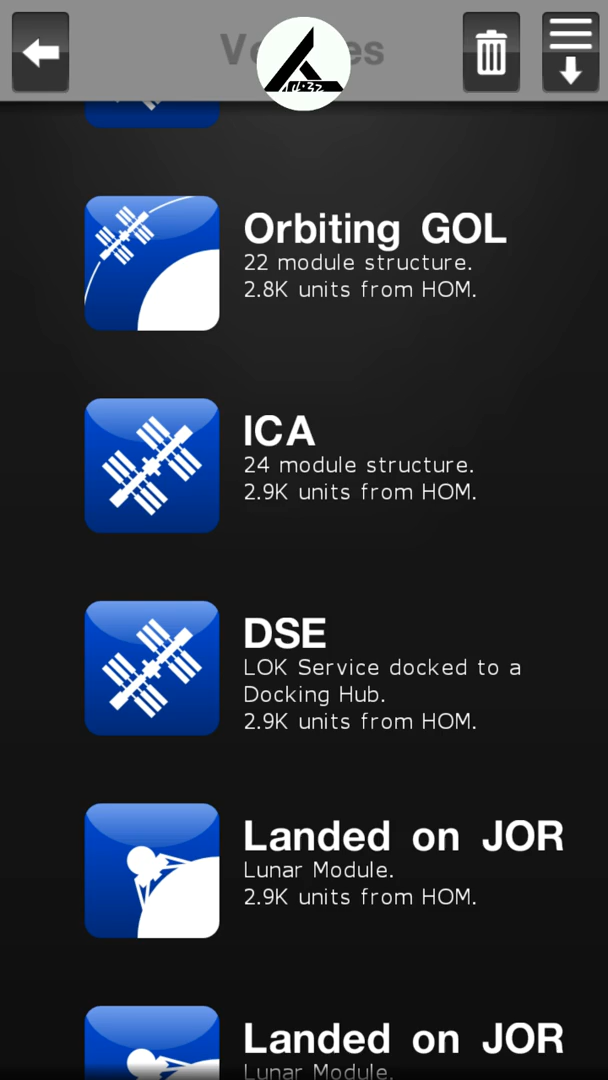 Orbiting GOL
22 module structure.
2.8K units from HOM.
ICA
24 module structure.
2.9K units from HOM.
DSE
LOK Service docked to a
Docking Hub.
2.9K units from HOM.
Landed on JOR
Lunar Module.
2.9K units from HOM.
Landed on JOR
Lunar Module.